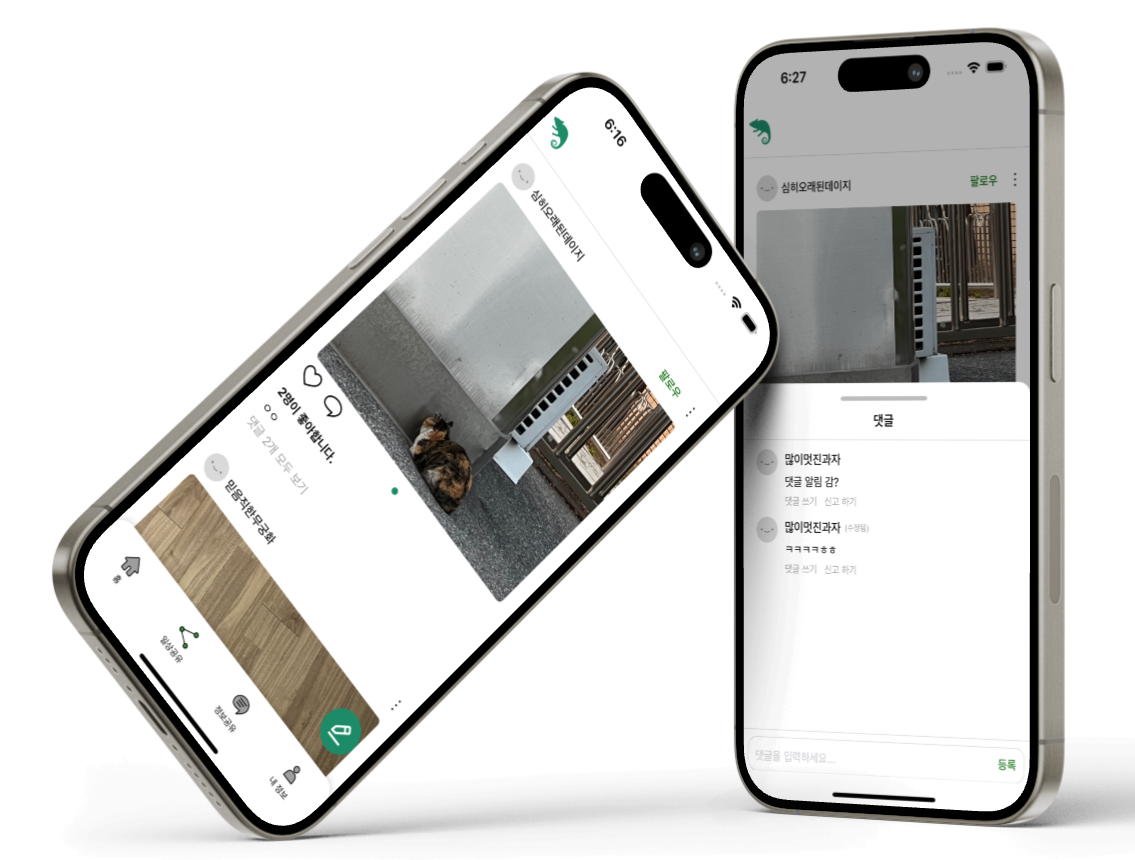 6:16
심히오래된데이지
팔로우
2명이 좋아합니다.
댓글 2개 모두 보기
믿음직한무궁화
홈
일상공유
정보공유
내 정보
6:27
심히오래된데이지
팔로우
댓글
많이멋진과자
댓글 알림 감?
댓글 쓰기 신고 하기
많이멋진과자 (수정됨)
ㅋㅋㅋㅋㅎㅎ
댓글 쓰기 신고 하기
댓글을 입력하세요...
등록